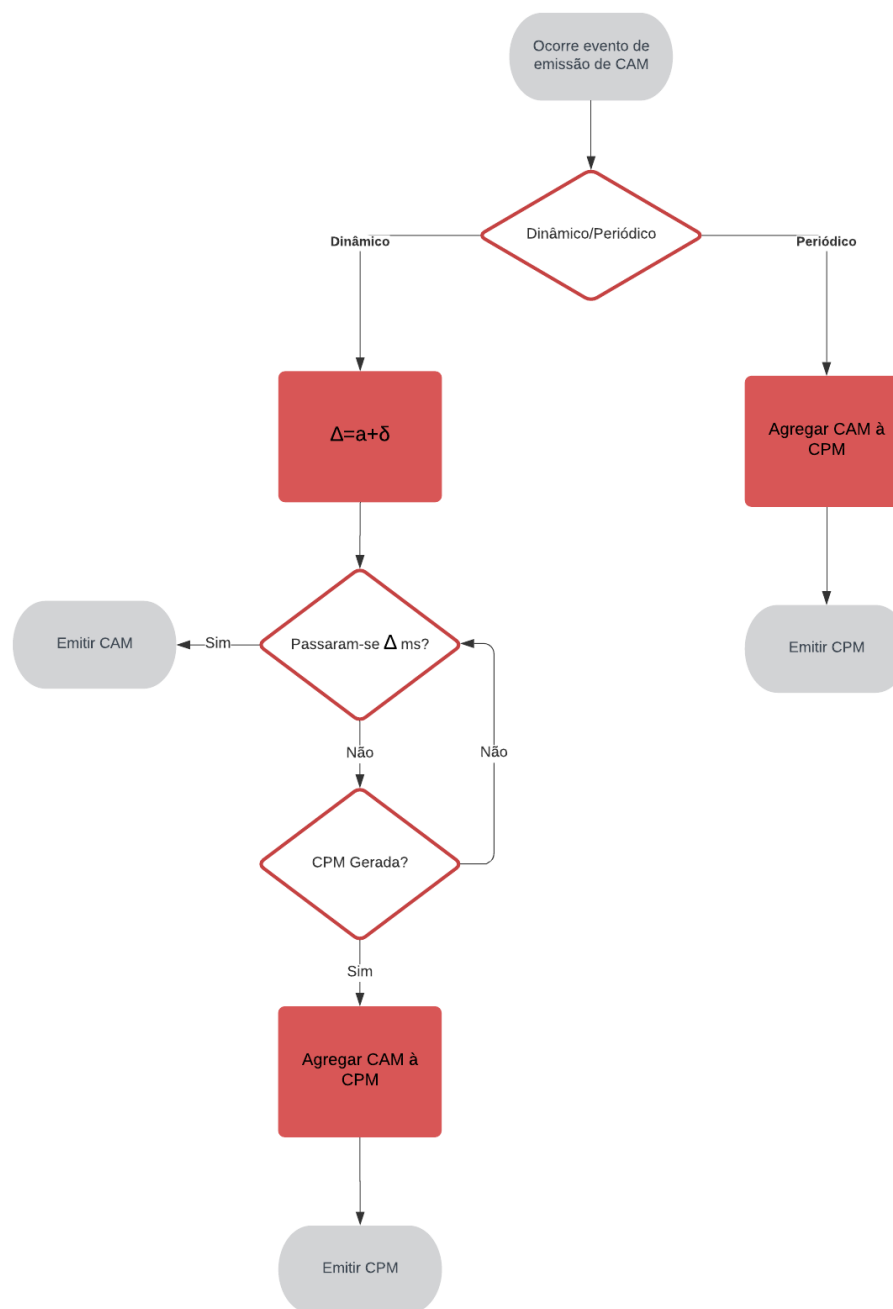 Ocorre evento de
emissão de CAM
Dinâmico/Periódico
Dinâmico
Periódico
Δ=a+δ
Agregar CAM à
CPM
Emitir CAM
Sim
Passaram-se Δ ms?
Emitir CPM
Não
Não
CPM Gerada?
Sim
Agregar CAM à
CPM
Emitir CPM